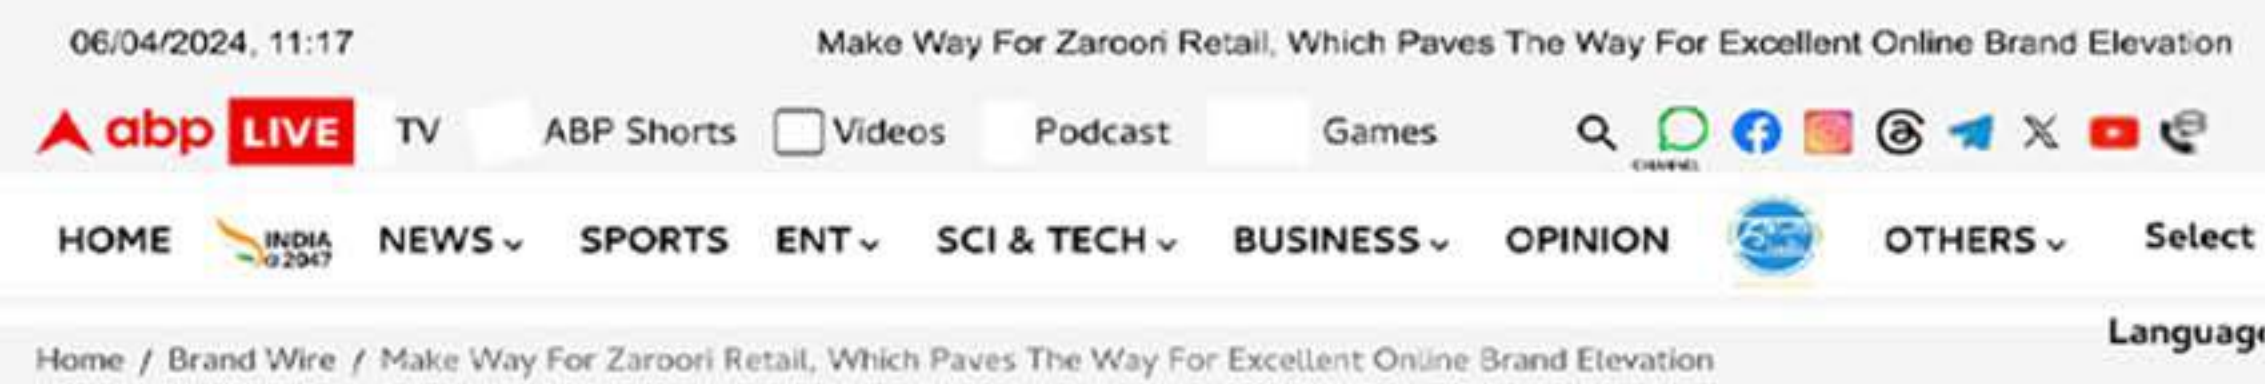 06/04/2024, 11:17 Make Way For Zaroori Retail, Which Paves The Way For Excellent Online Brand Elevation
abp LIVE TV ABP Shorts Videos Podcast Games
CHANNEL
HOME INDIA @2047 NEWS SPORTS ENT SCI & TECH BUSINESS OPINION OTHERS Select
Language
Home / Brand Wire / Make Way For Zaroori Retail, Which Paves The Way For Excellent Online Brand Elevation